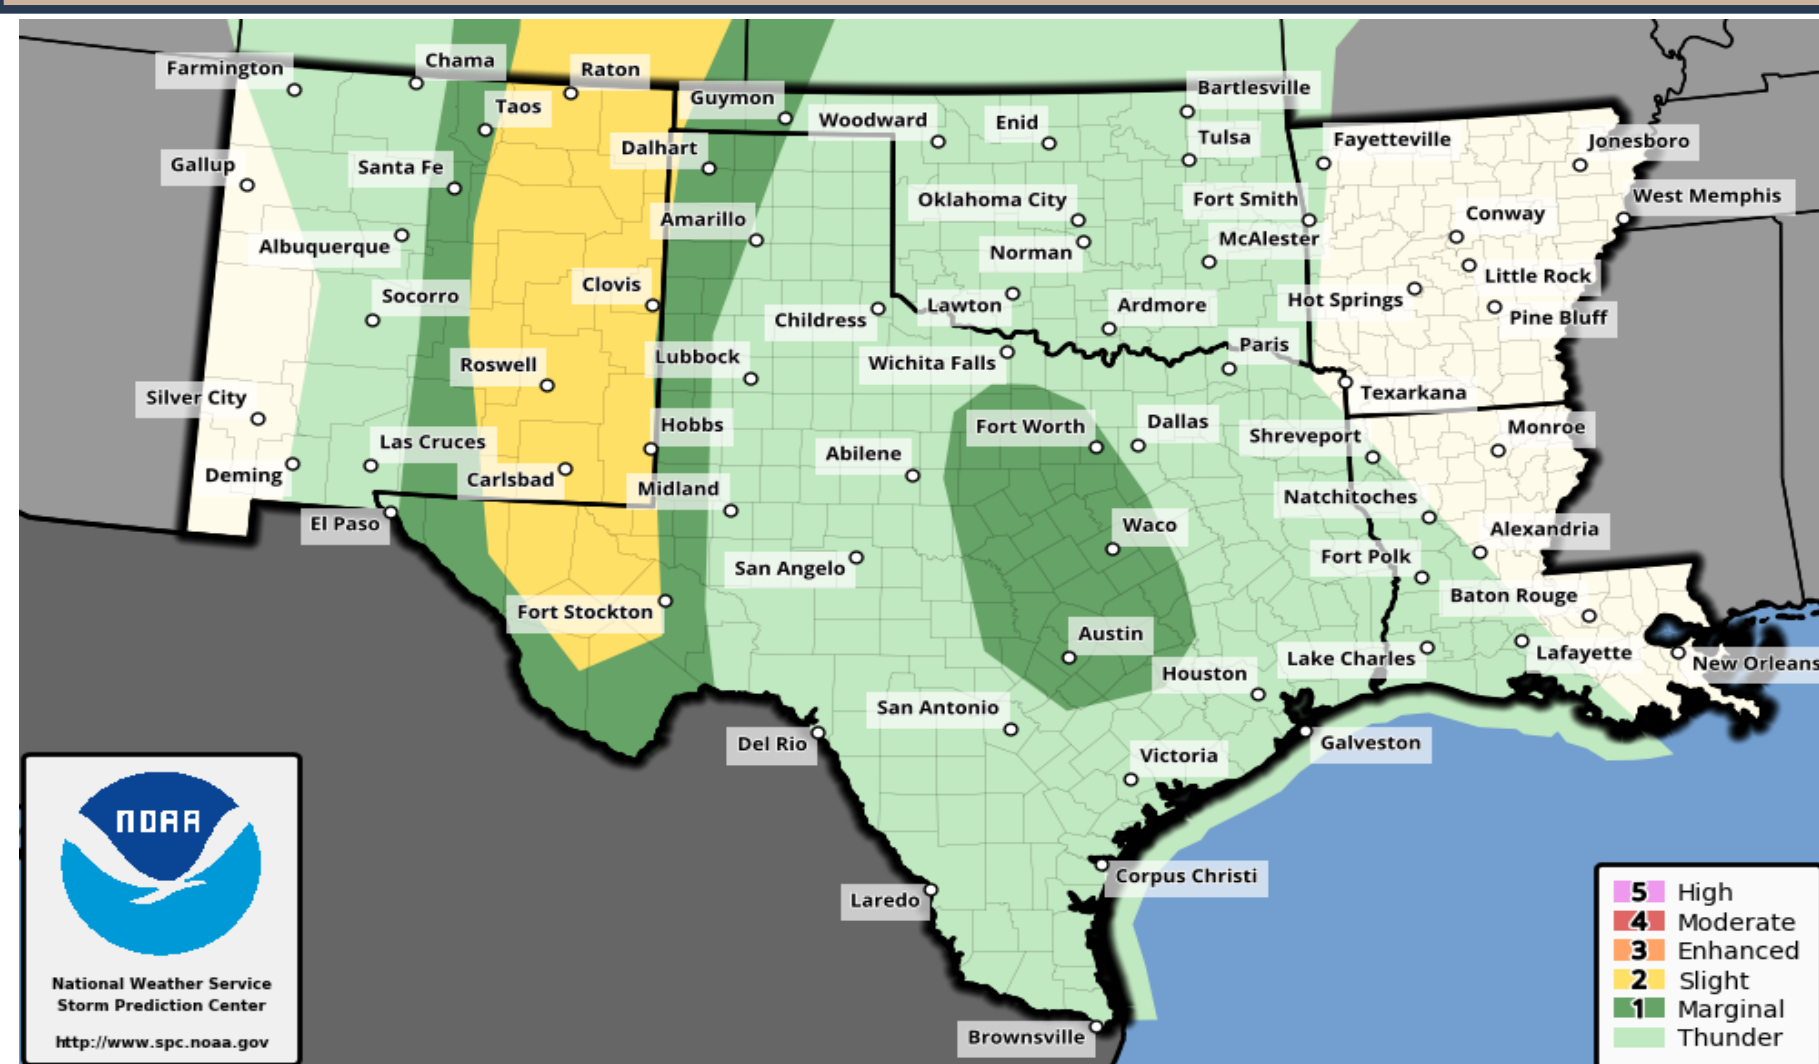 Farmington
Chama
Raton
Taos
Guymon
Bartlesville
Woodward
Enid
Tulsa
Fayetteville
Jonesboro
Gallup
Santa Fe
Dalhart
Oklahoma City
Fort Smith
Conway
West Memphis
Albuquerque
Amarillo
Norman
McAlester
Little Rock
Socorro
Clovis
Childress
Lawton
Ardmore
Hot Springs
Pine Bluff
Roswell
Lubbock
Wichita Falls
Paris
Texarkana
Silver City
Las Cruces
Hobbs
Fort Worth
Dallas
Shreveport
Monroe
Deming
Carlsbad
Midland
Abilene
Natchitoches
El Paso
San Angelo
Waco
Fort Polk
Alexandria
Fort Stockton
Austin
Baton Rouge
Lake Charles
Lafayette
New Orleans
Houston
San Antonio
Del Rio
Victoria
Galveston
Laredo
Corpus Christi
Brownsville
NOAA
National Weather Service
Storm Prediction Center
http://www.spc.noaa.gov
5 High
4 Moderate
3 Enhanced
2 Slight
1 Marginal
Thunder